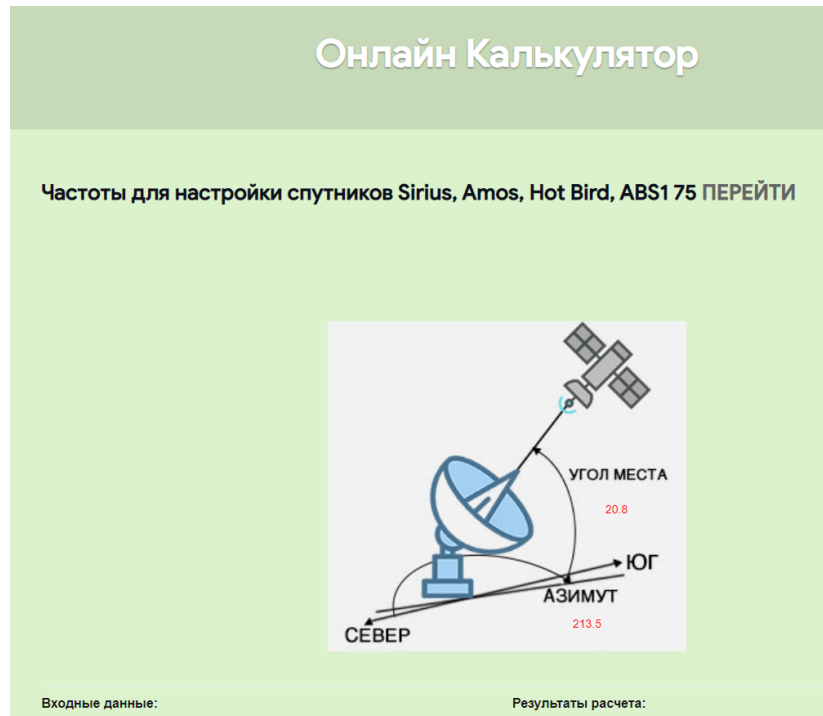 Онлайн Калькулятор
Частоты для настройки спутников Sirius, Amos, Hot Bird, ABS1 75 ПЕРЕЙТИ
УГОЛ МЕСТА
20.8
ЮГ
АЗИМУТ
213.5
СЕВЕР
Входные данные: Результаты расчета: